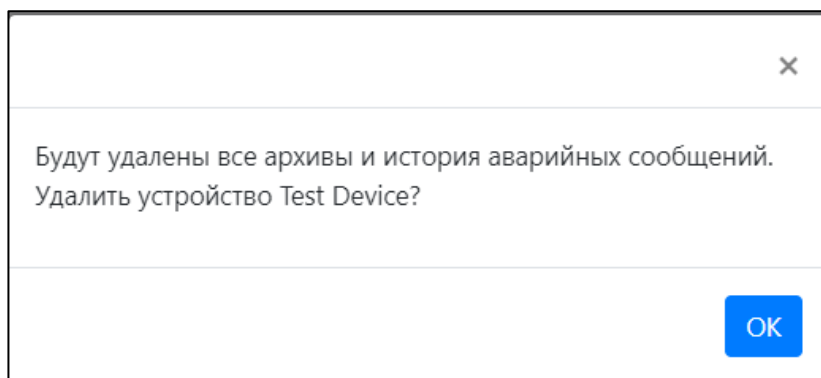 ×
Будут удалены все архивы и история аварийных сообщений.
Удалить устройство Test Device?
OK